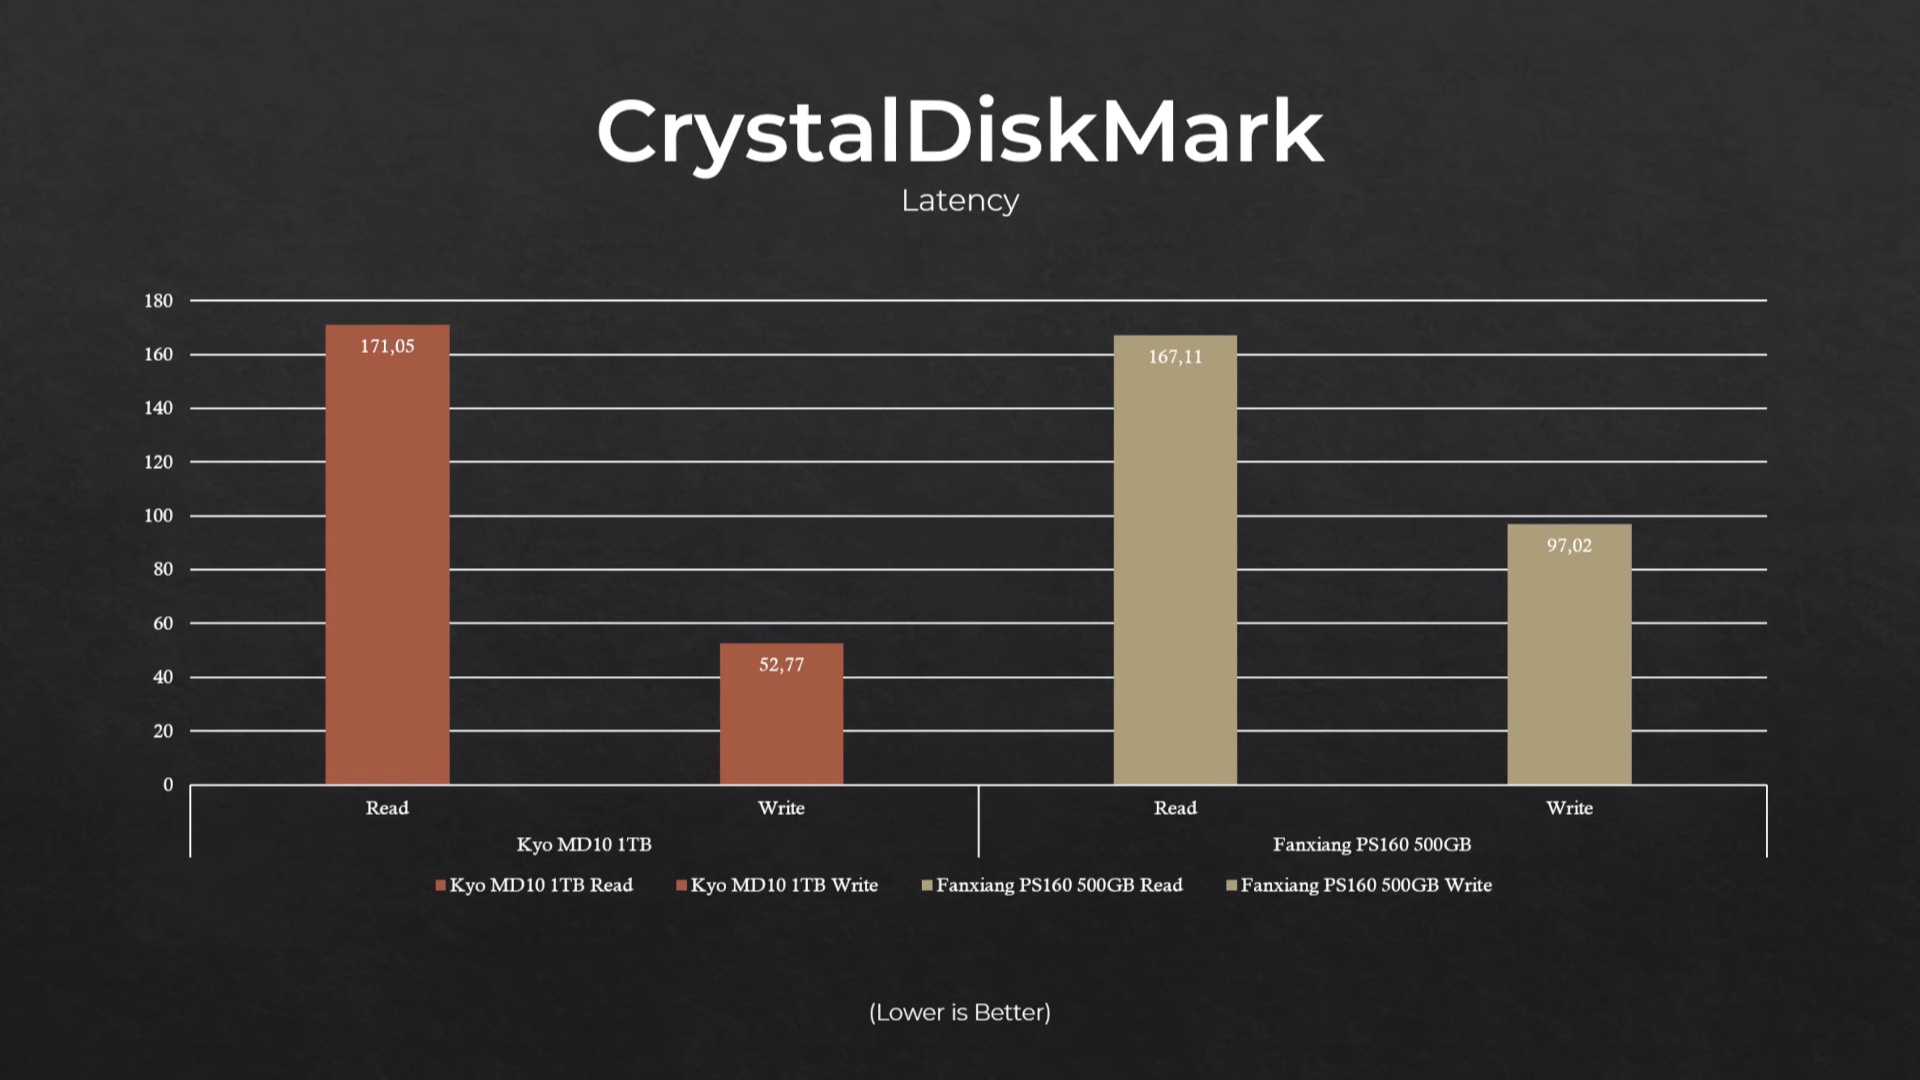 CrystalDiskMark
Latency
180
160
140
120
100
80
60
40
20
0
171,05
52,77
167,11
97,02
Read
Write
Read
Write
Kyo MD10 1TB
Fanxiang PS160 500GB
Kyo MD10 1TB Read
Kyo MD10 1TB Write
Fanxiang PS160 500GB Read
Fanxiang PS160 500GB Write
(Lower is Better)